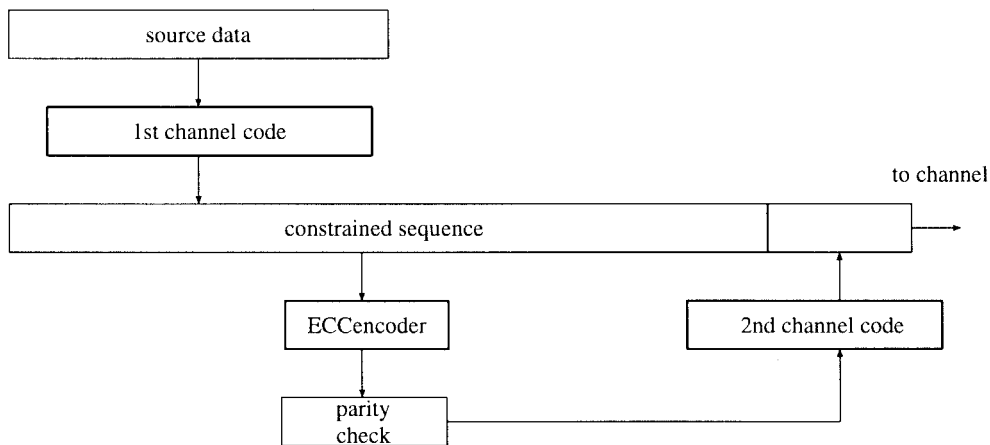 source data
1st channel code
to channel
constrained sequence
ECCencoder
2nd channel code
parity
check